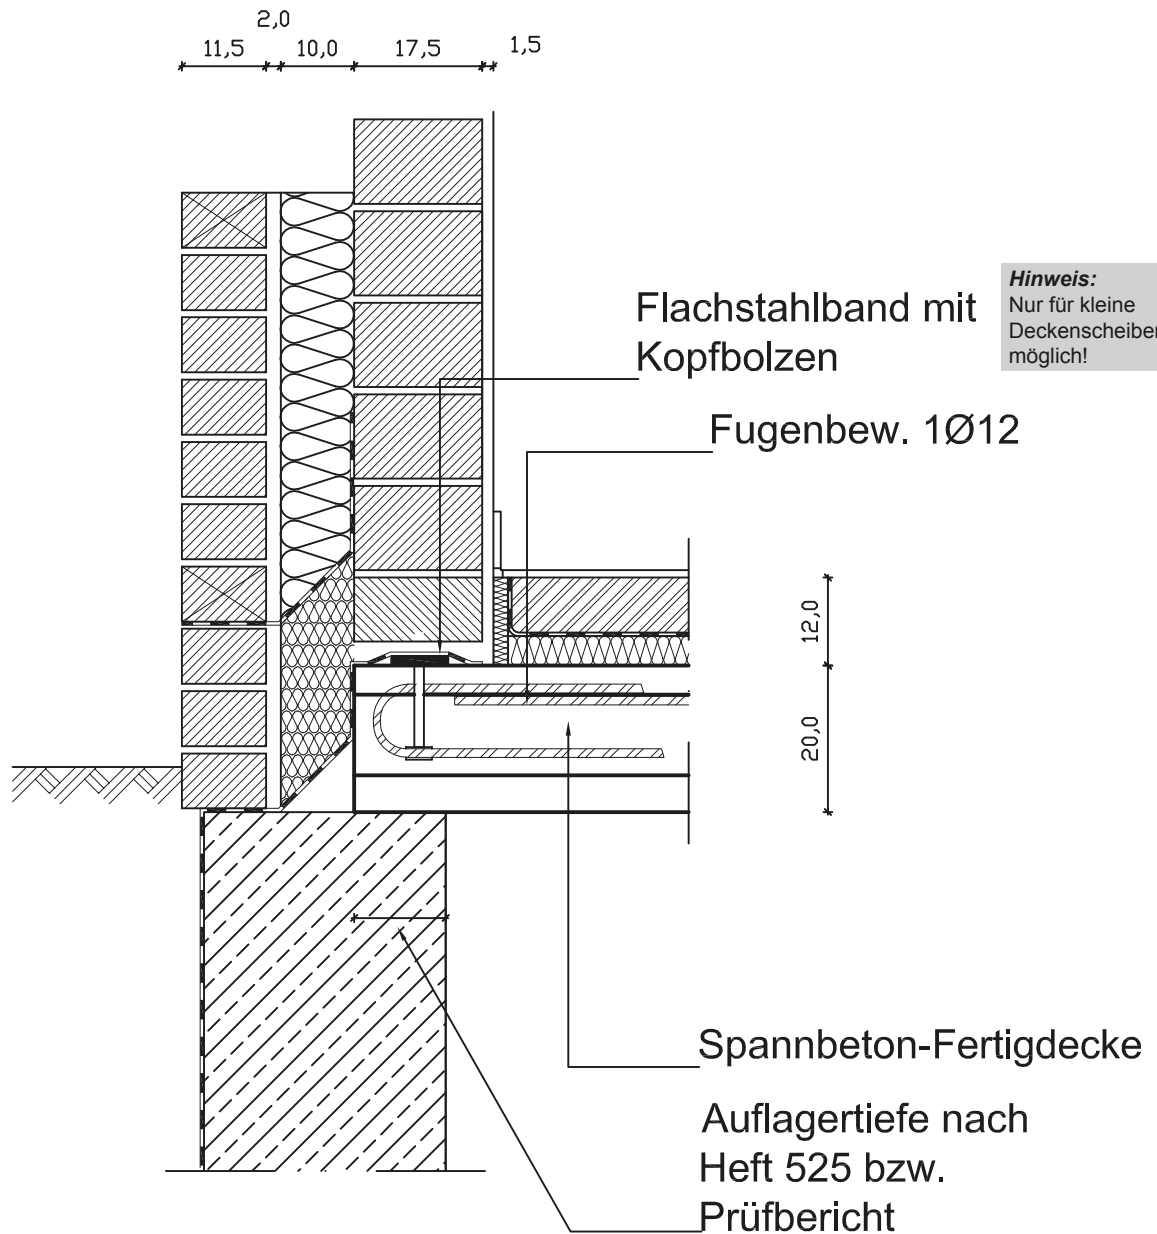 2,0
11,5 10,0 17,5 1,5
Flachstahlband mit
Kopfbolzen
Hinweis:
Nur für kleine
Deckenscheiben
möglich!
Fugenbew. 1Ø12
12,0
20,0
Spannbeton-Fertigdecke
Auflagertiefe nach
Heft 525 bzw.
Prüfbericht